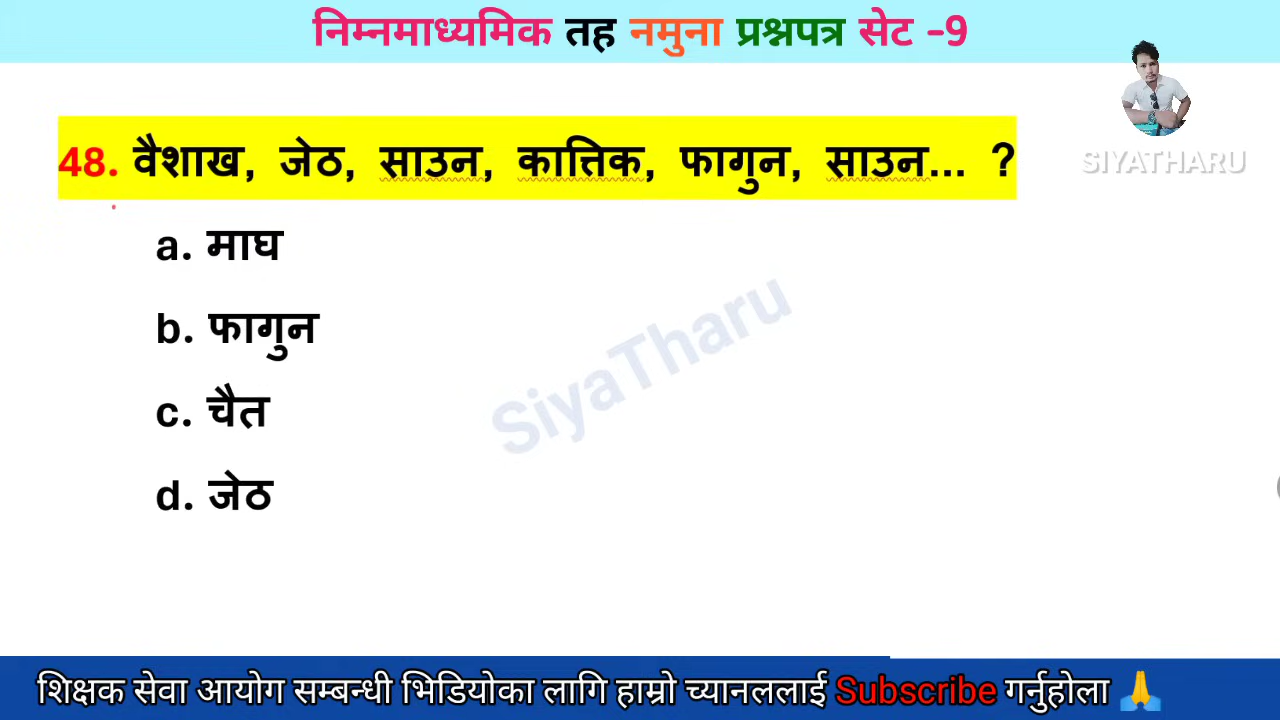 निम्नमाध्यमिक तह नमुना प्रश्नपत्र सेट -9
SIYATHARU
48. वैशाख, जेठ, साउन, कात्तिक, फागुन, साउन... ?
a. माघ
b. फागुन
c. चैत
d. जेठ
SiyaTharu
शिक्षक सेवा आयोग सम्बन्धी भिडियोका लागि हाम्रो च्यानललाई Subscribe गर्नुहोला 🙏